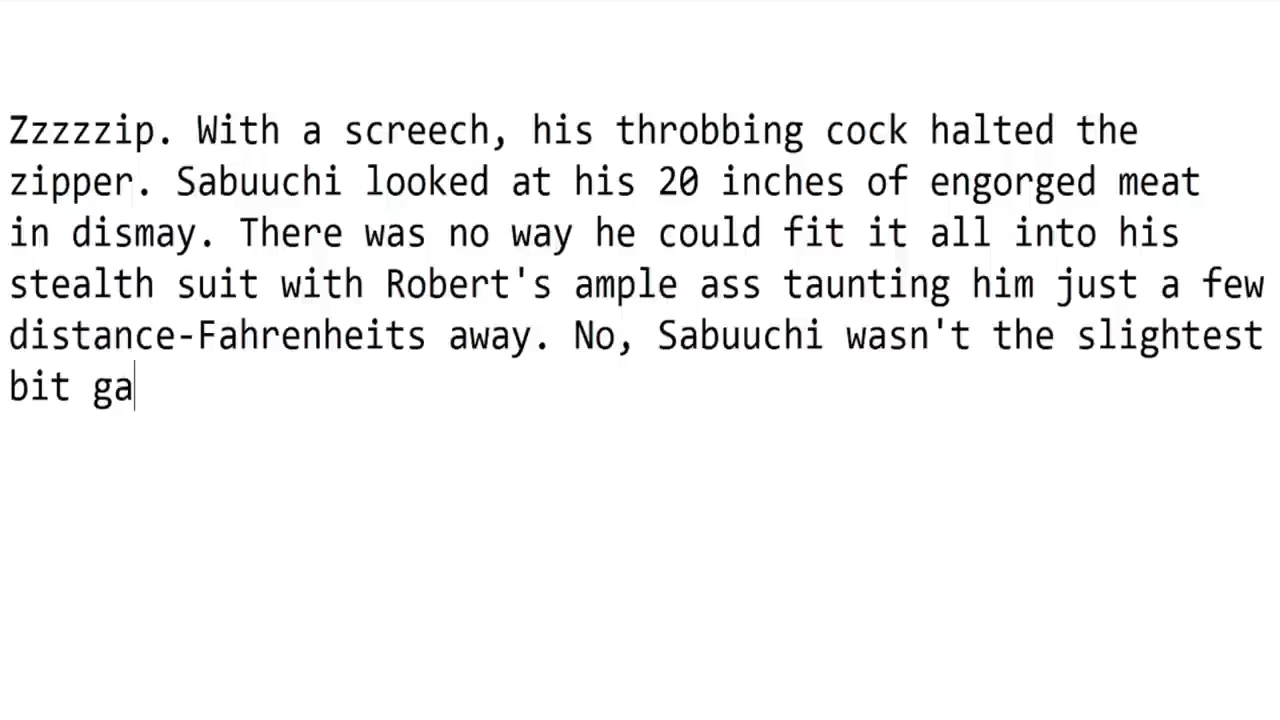 Zzzzzip. With a screech, his throbbing cock halted the
zipper. Sabuuchi looked at his 20 inches of engorged meat
in dismay. There was no way he could fit it all into his
stealth suit with Robert's ample ass taunting him just a few
distance-Fahrenheits away. No, Sabuuchi wasn't the slightest
bit ga